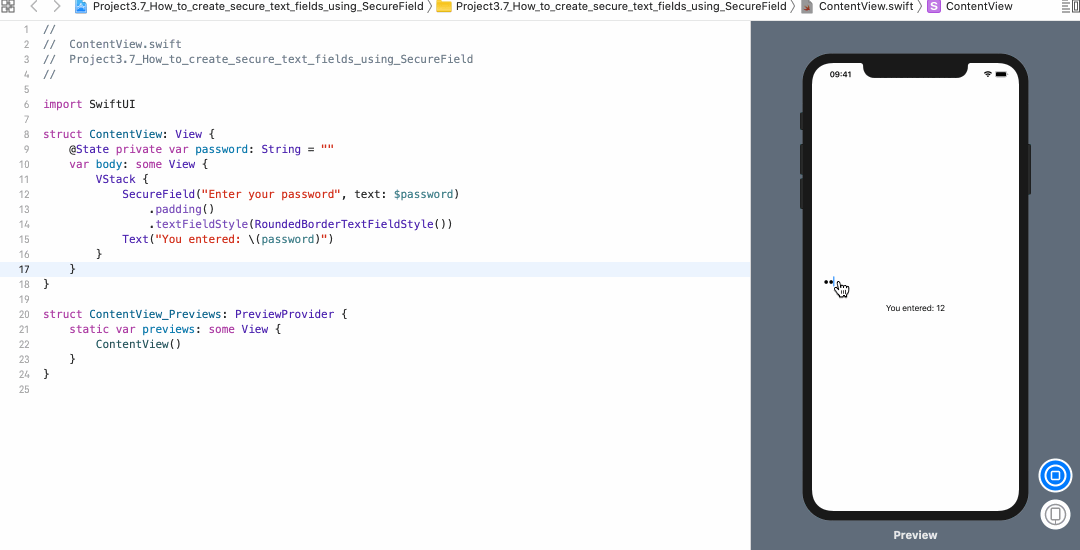 Project3.7_How_to_create_secure_text_fields_using_SecureField Project3.7_How_to_create_secure_text_fields_using_SecureField ContentView.swift S ContentView
1 //
2 //  ContentView.swift
3 //  Project3.7_How_to_create_secure_text_fields_using_SecureField
4 //
5
6 import SwiftUI
7
8 struct ContentView: View {
9     @State private var password: String = ""
10     var body: some View {
11         VStack {
12             SecureField("Enter your password", text: $password)
13                 .padding()
14                 .textFieldStyle(RoundedBorderTextFieldStyle())
15             Text("You entered: \(password)")
16         }
17     }
18 }
19
20 struct ContentView_Previews: PreviewProvider {
21     static var previews: some View {
22         ContentView()
23     }
24 }
25
09:41
••
You entered: 12
Preview